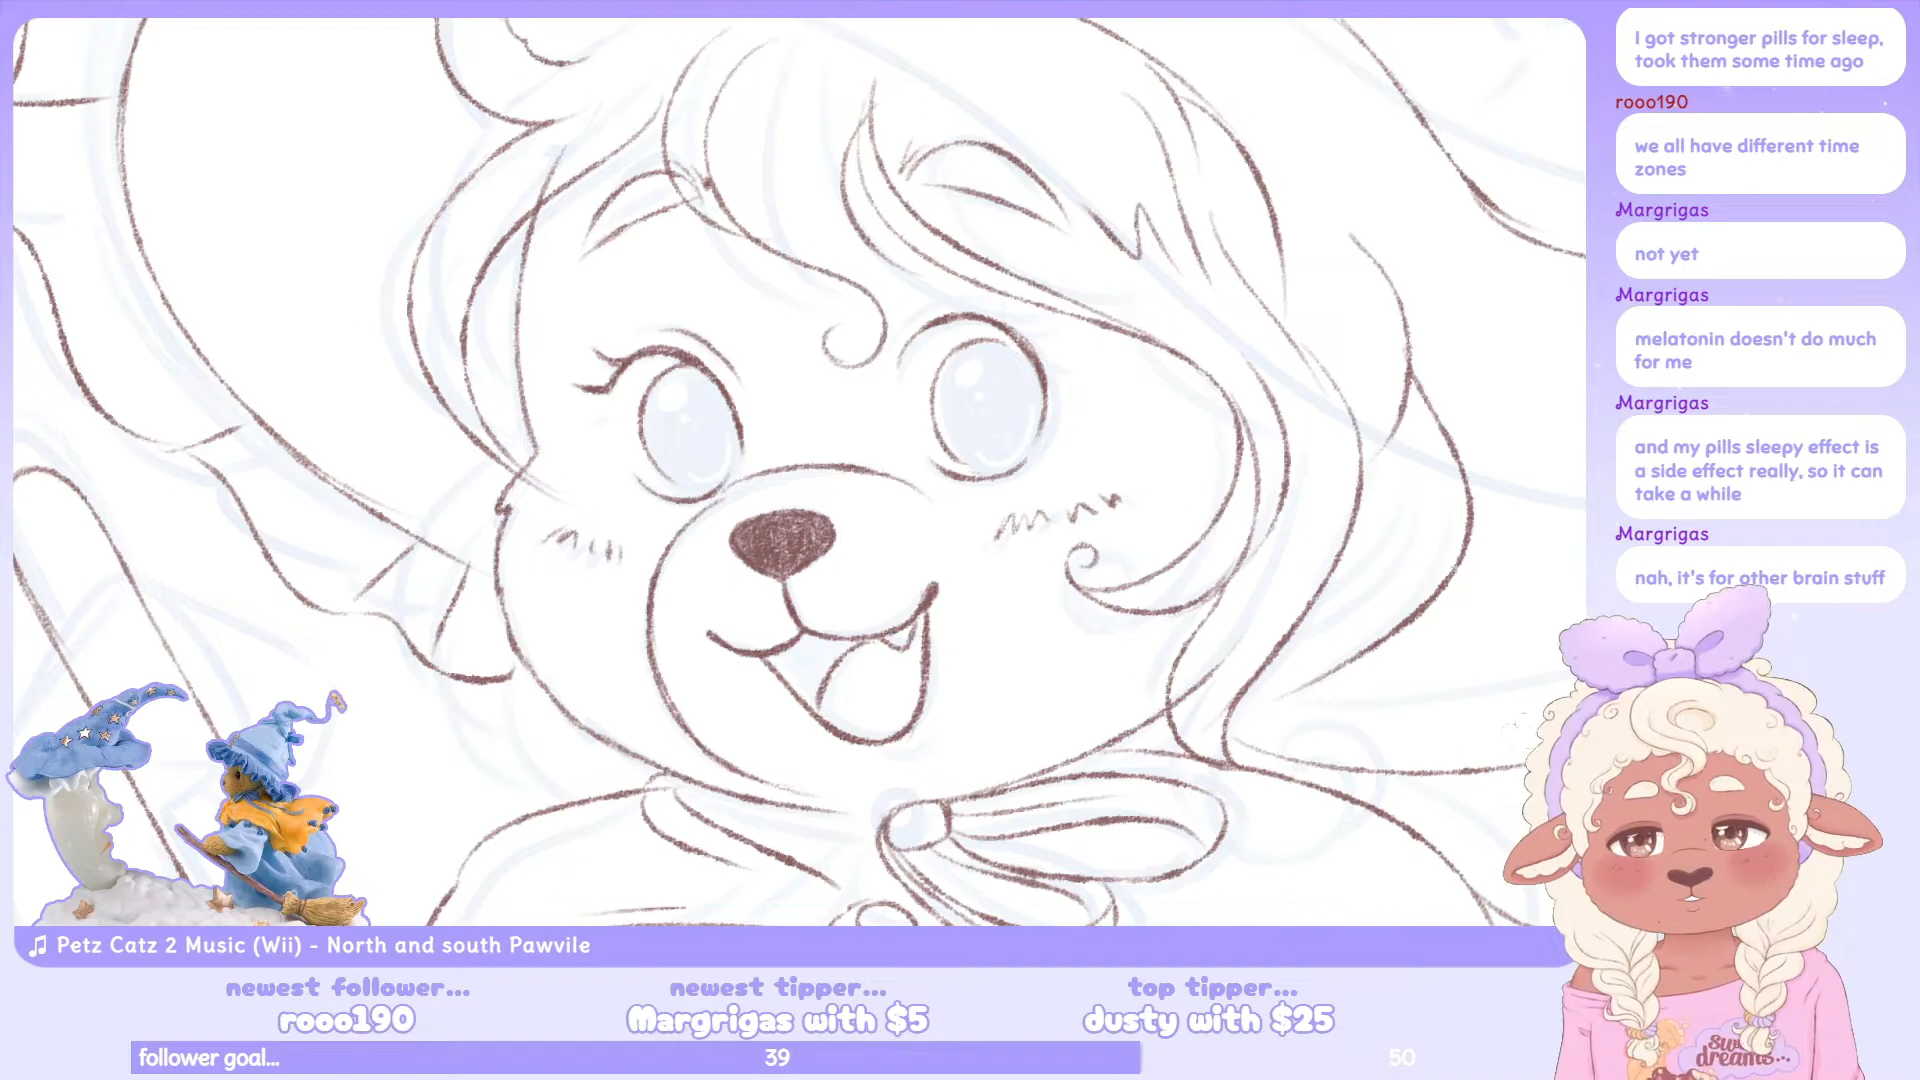 I got stronger pills for sleep,
took them some time ago
rooo190
we all have different time
zones
Margrigas
not yet
Margrigas
melatonin doesn't do much
for me
Margrigas
and my pills sleepy effect is
a side effect really, so it can
take a while
Margrigas
nah, it's for other brain stuff
Petz Catz 2 Music (Wii) - North and south Pawvile
newest follower...
rooo190
newest tipper...
Margrigas with $5
top tipper...
dusty with $25
follower goal...
39
50
dreams...